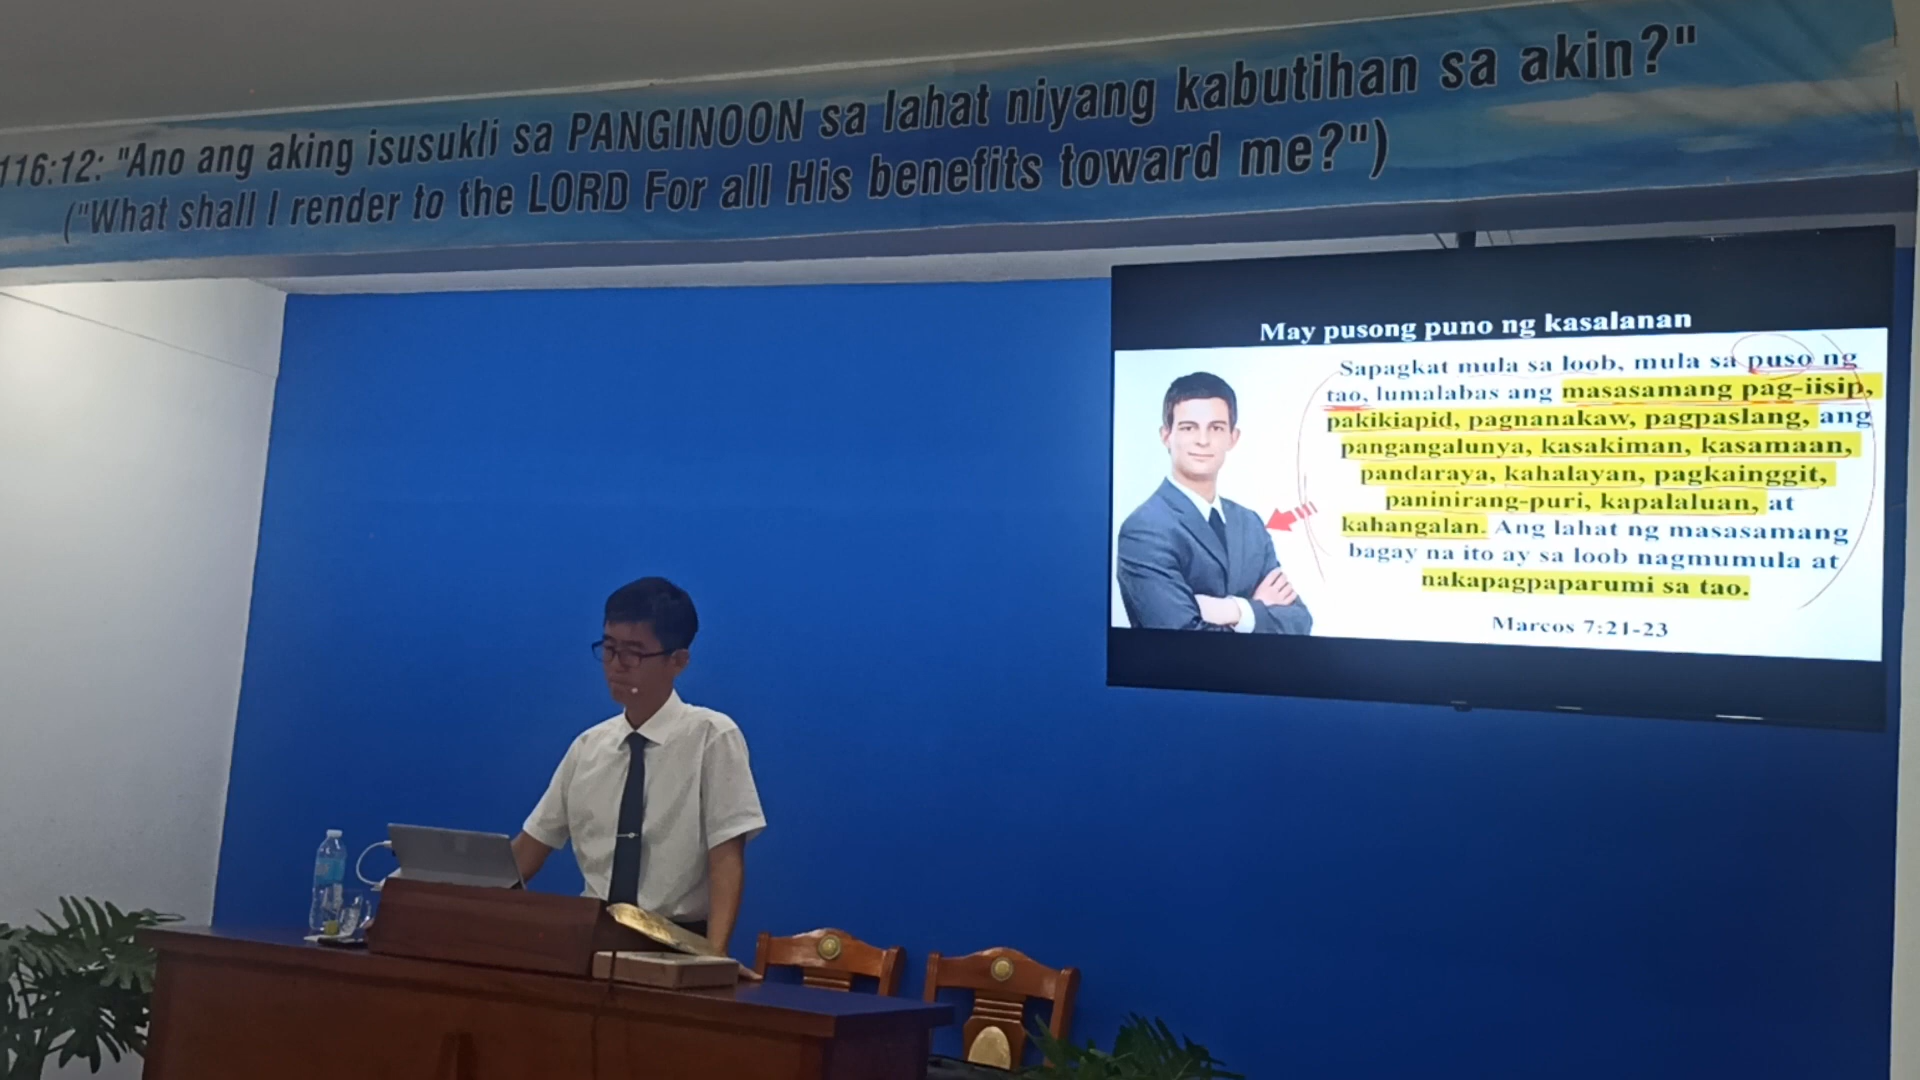 116:12: "Ano ang aking isusukli sa PANGINOON sa lahat niyang kabutihan sa akin?"
("What shall I render to the LORD For all His benefits toward me?")
May pusong puno ng kasalanan
Sapagkat mula sa loob, mula sa puso ng
tao, lumalabas ang masasamang pag-iisip,
pakikiapid, pagnanakaw, pagpaslang, ang
pangangalunya, kasakiman, kasamaan,
pandaraya, kahalayan, pagkainggit,
paninirang-puri, kapalaluan, at
kahangalan. Ang lahat ng masasamang
bagay na ito ay sa loob nagmumula at
nakapagpaparumi sa tao.
Marcos 7:21-23